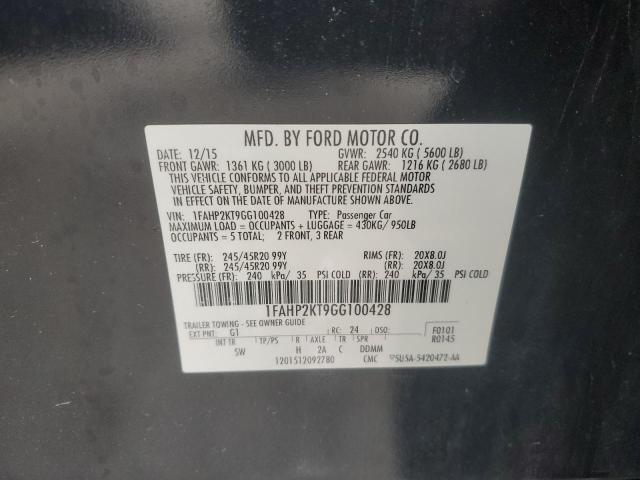 MFD. BY FORD MOTOR CO.
DATE: 12/15 GVWR: 2540 KG ( 5600 LB)
FRONT GAWR: 1361 KG ( 3000 LB) REAR GAWR: 1216 KG ( 2680 LB)
THIS VEHICLE CONFORMS TO ALL APPLICABLE FEDERAL MOTOR
VEHICLE SAFETY, BUMPER, AND THEFT PREVENTION STANDARDS
IN EFFECT ON THE DATE OF MANUFACTURE SHOWN ABOVE.
VIN: 1FAHP2KT9GG100428 TYPE: Passenger Car
MAXIMUM LOAD = OCCUPANTS + LUGGAGE = 430KG/ 950LB
OCCUPANTS = 5 TOTAL; 2 FRONT, 3 REAR
TIRE (FR): 245/45R20 99Y RIMS (FR): 20X8.0J
(RR): 245/45R20 99Y (RR): 20X8.0J
PRESSURE (FR): 240 kPa/ 35 PSI COLD (RR): 240 kPa/ 35 PSI COLD
1FAHP2KT9GG100428
TRAILER TOWING - SEE OWNER GUIDE
EXT PNT: G1 RC: 24 DSO: F0101
R0145
INT TR TP/PS R AXLE TR SPR
SW H 2A C DDMM
1201512092780 CMC